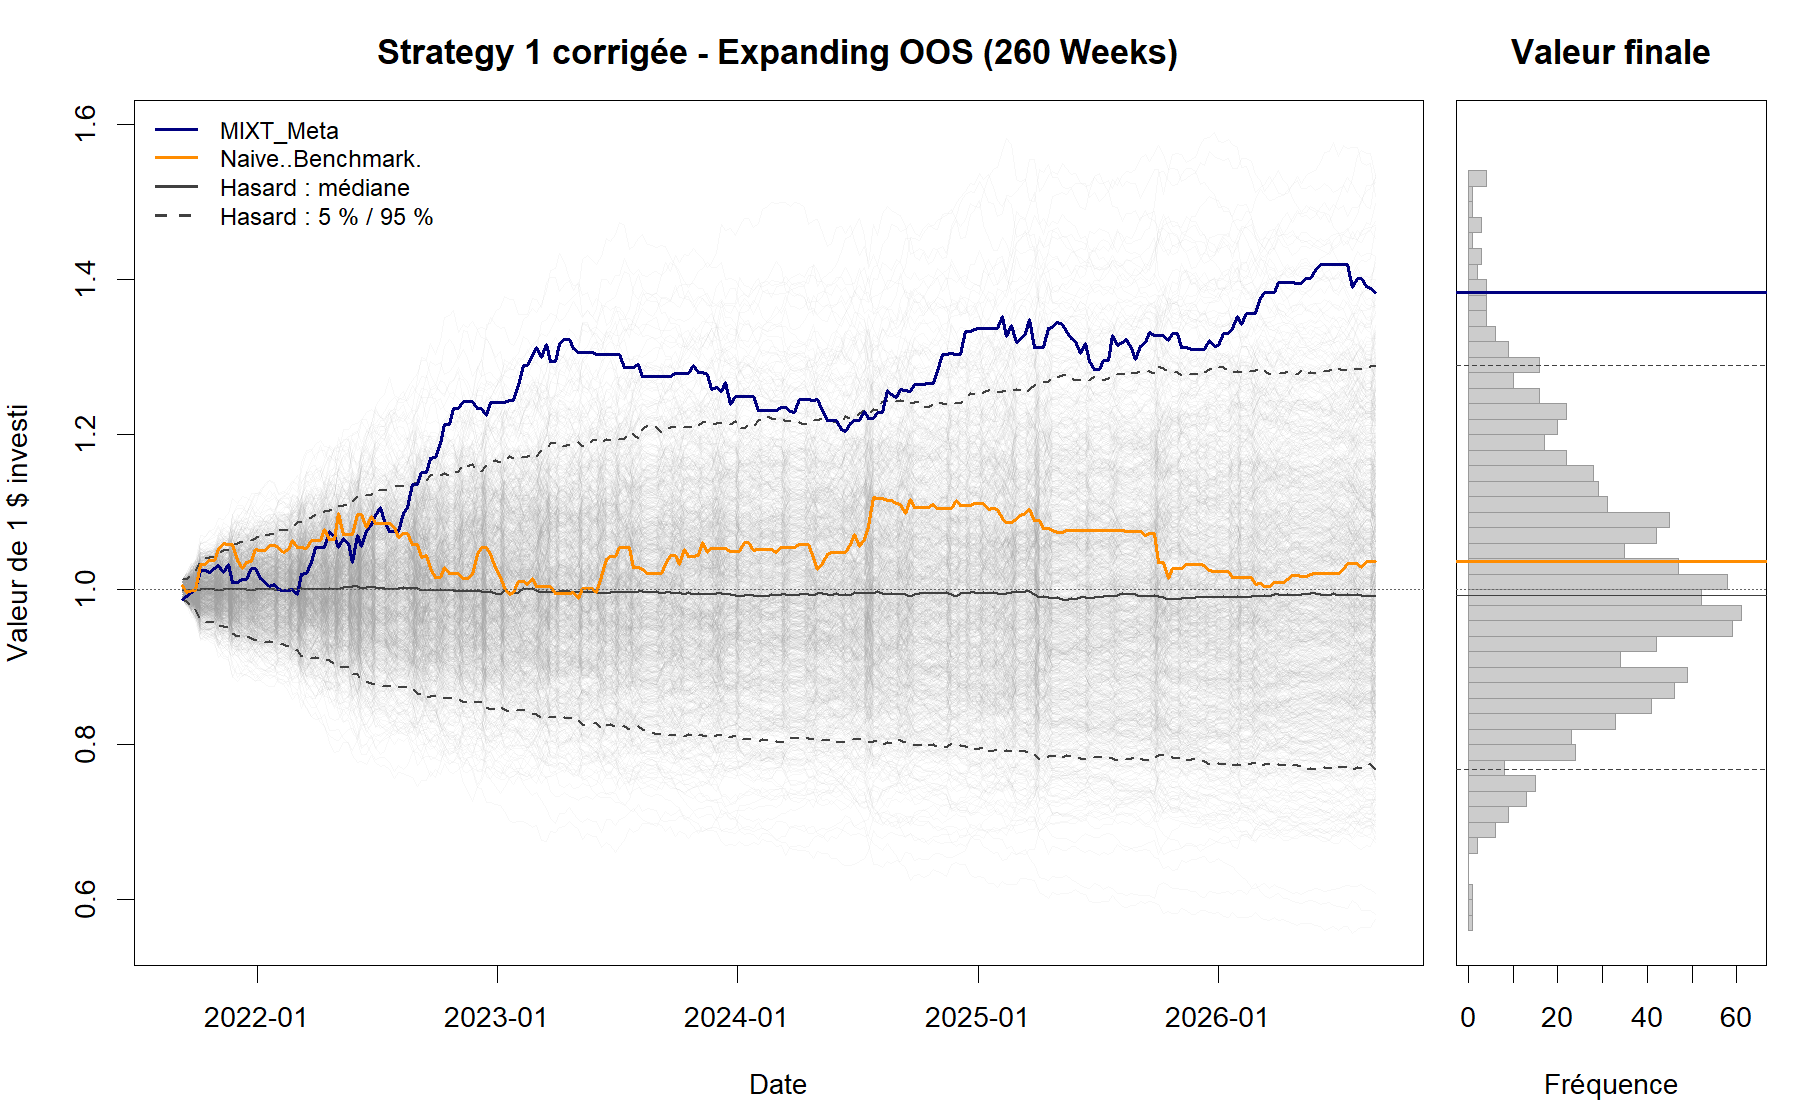 Strategy 1 corrigée - Expanding OOS (260 Weeks)
Valeur finale
MIXT_Meta
Naive..Benchmark.
Hasard : médiane
Hasard : 5 % / 95 %
Valeur de 1 $ investi
1.6
1.4
1.2
1.0
0.8
0.6
2022-01 2023-01 2024-01 2025-01 2026-01
0 20 40 60
Date
Fréquence